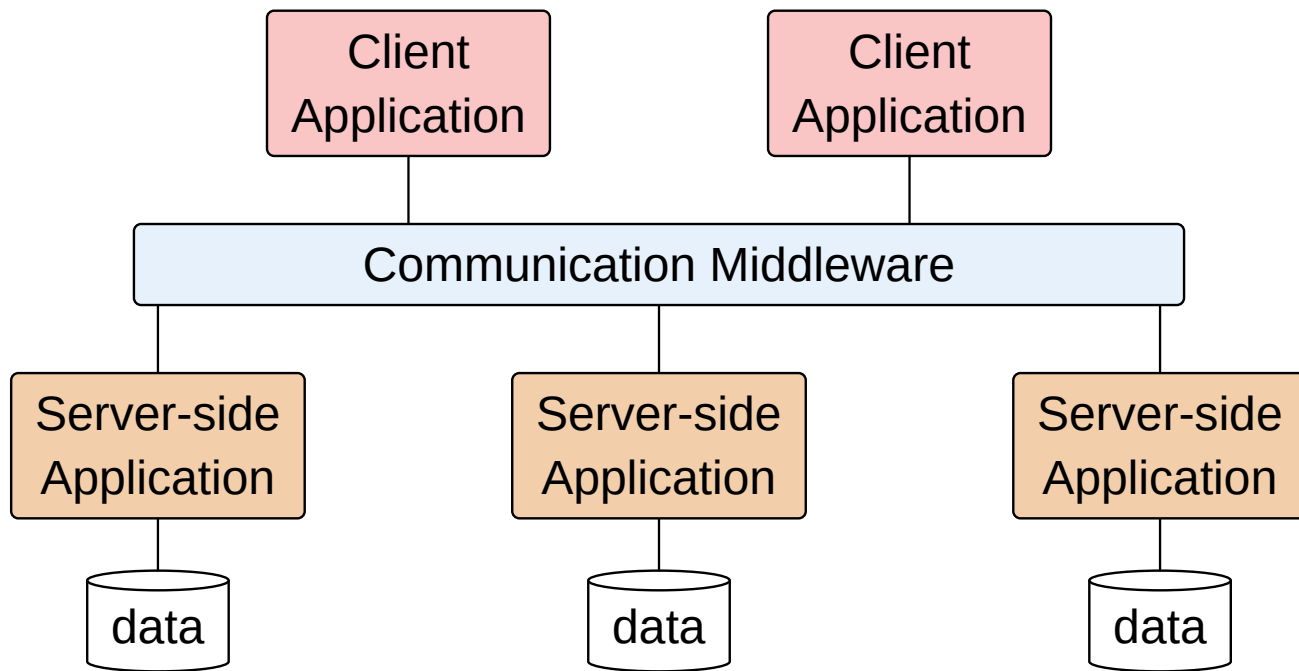 Client
Application
Client
Application
Communication Middleware
Server-side
Application
Server-side
Application
Server-side
Application
data
data
data